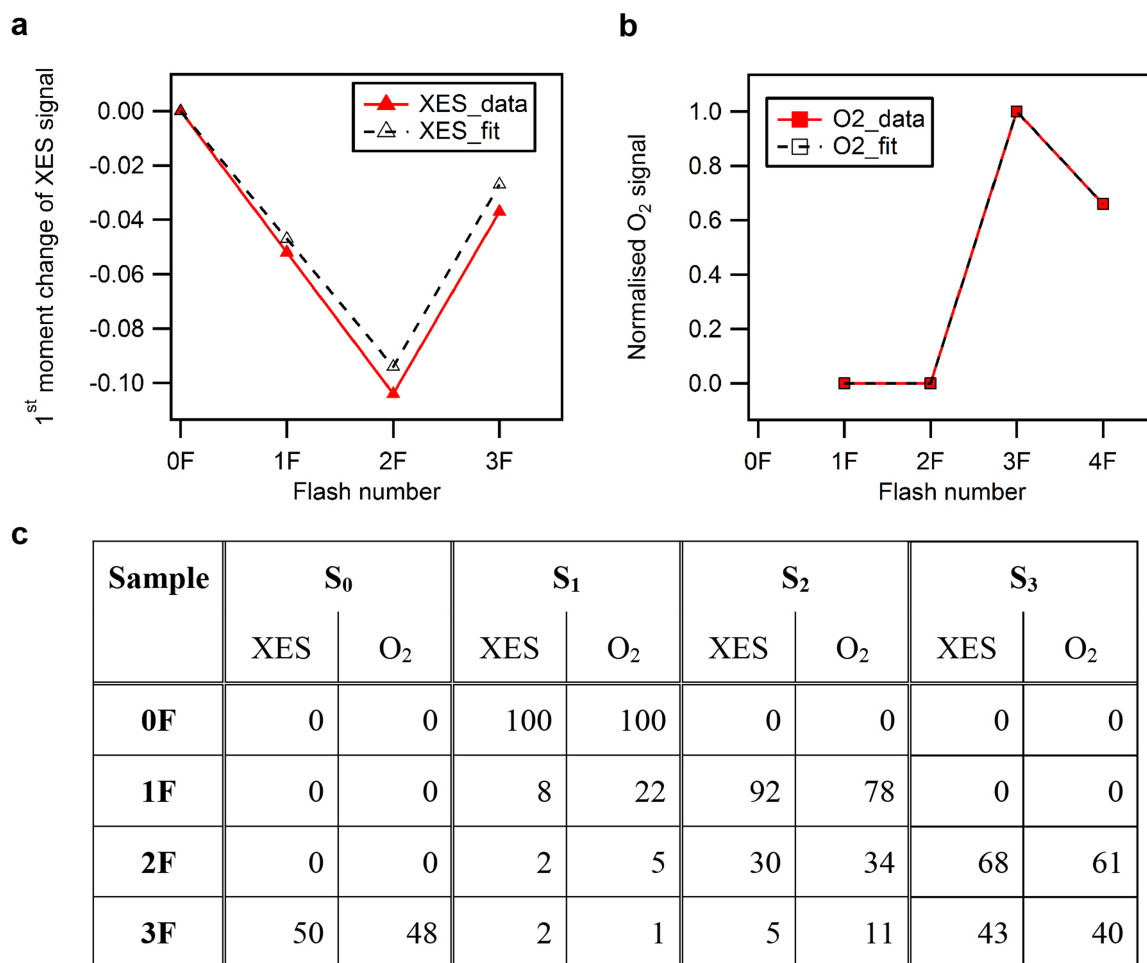 a
1st moment change of XES signal
0.00
-0.02
-0.04
-0.06
-0.08
-0.10
XES_data
XES_fit
0F 1F 2F 3F
Flash number
b
Normalised O2 signal
1.0
0.8
0.6
0.4
0.2
0.0
O2_data
O2_fit
0F 1F 2F 3F 4F
Flash number
c
Sample S0 S1 S2 S3
XES O2 XES O2 XES O2 XES O2
0F 0 0 100 100 0 0 0 0
1F 0 0 8 22 92 78 0 0
2F 0 0 2 5 30 34 68 61
3F 50 48 2 1 5 11 43 40